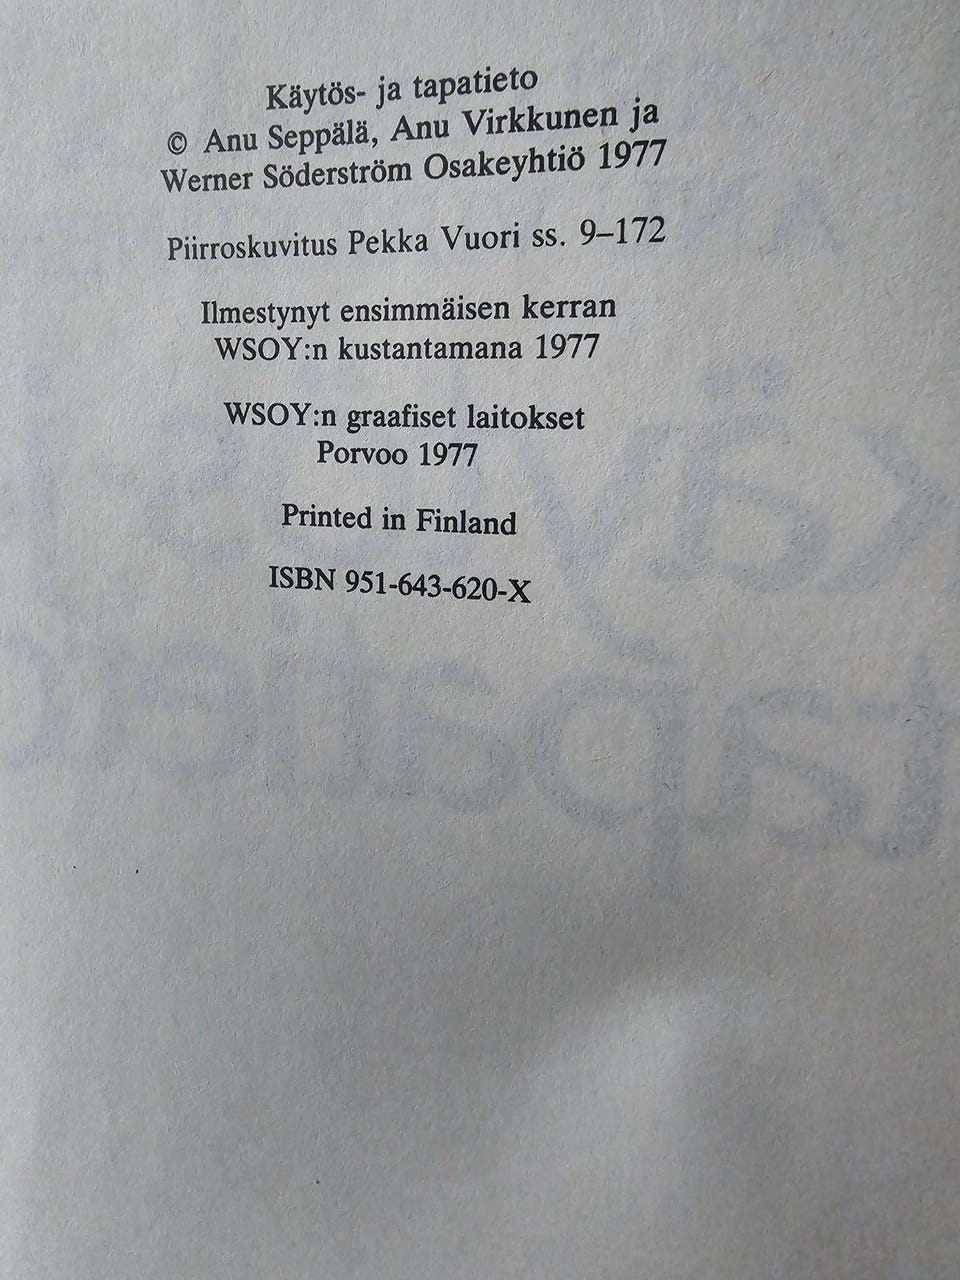 Käytös- ja tapatieto
© Anu Seppälä, Anu Virkkunen ja
Werner Söderström Osakeyhtiö 1977
Piirroskuvitus Pekka Vuori ss. 9–172
Ilmestynyt ensimmäisen kerran
WSOY:n kustantamana 1977
WSOY:n graafiset laitokset
Porvoo 1977
Printed in Finland
ISBN 951-643-620-X